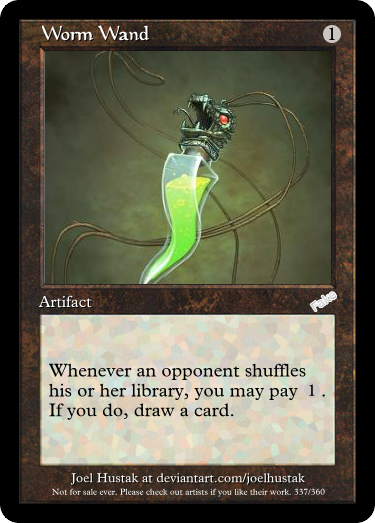 Worm Wand 1
Artifact
Fake
Whenever an opponent shuffles
his or her library, you may pay 1 .
If you do, draw a card.
Joel Hustak at deviantart.com/joelhustak
Not for sale ever. Please check out artists if you like their work. 337/360